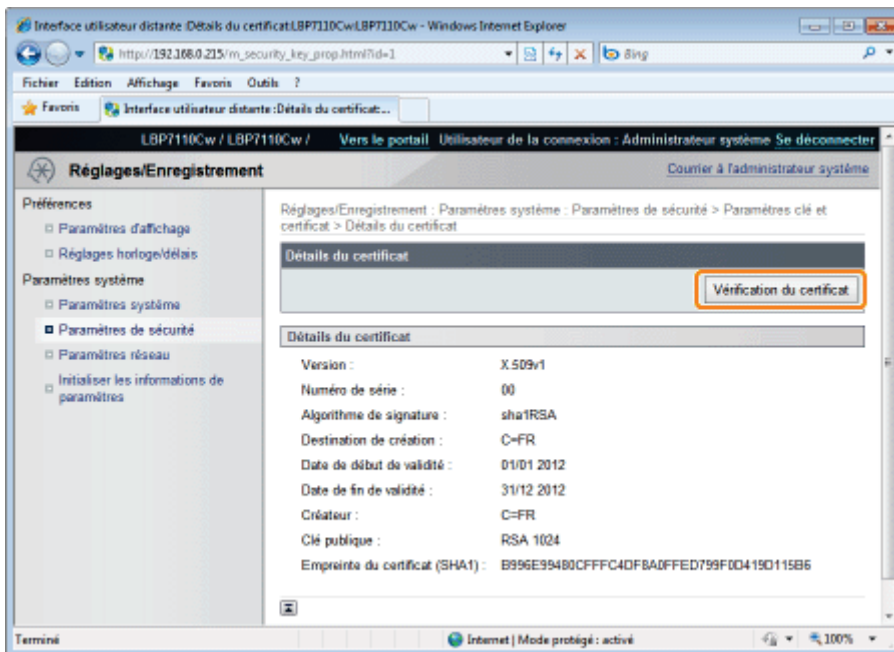 Interface utilisateur distante :Détails du certificat:LBP7110Cw:LBP7110Cw - Windows Internet Explorer
http://192.168.0.215/m_security_key_prop.html?id=1
Bing
Fichier Edition Affichage Favoris Outils ?
Favoris Interface utilisateur distante :Détails du certificat:...
LBP7110Cw / LBP7110Cw / Vers le portail Utilisateur de la connexion : Administrateur système Se déconnecter
Réglages/Enregistrement Courrier à l'administrateur système
Préférences
Paramètres d'affichage
Réglages horloge/délais
Paramètres système
Paramètres système
Paramètres de sécurité
Paramètres réseau
Initialiser les informations de
paramètres
Réglages/Enregistrement : Paramètres système : Paramètres de sécurité > Paramètres clé et
certificat > Détails du certificat
Détails du certificat
Vérification du certificat
Détails du certificat
Version : X.509v1
Numéro de série : 00
Algorithme de signature : sha1RSA
Destination de création : C=FR
Date de début de validité : 01/01 2012
Date de fin de validité : 31/12 2012
Créateur : C=FR
Clé publique : RSA 1024
Empreinte du certificat (SHA1) : B996E99480CFFFC4DF8A0FFED799F0D419D115B6
Terminé Internet | Mode protégé : activé 100%